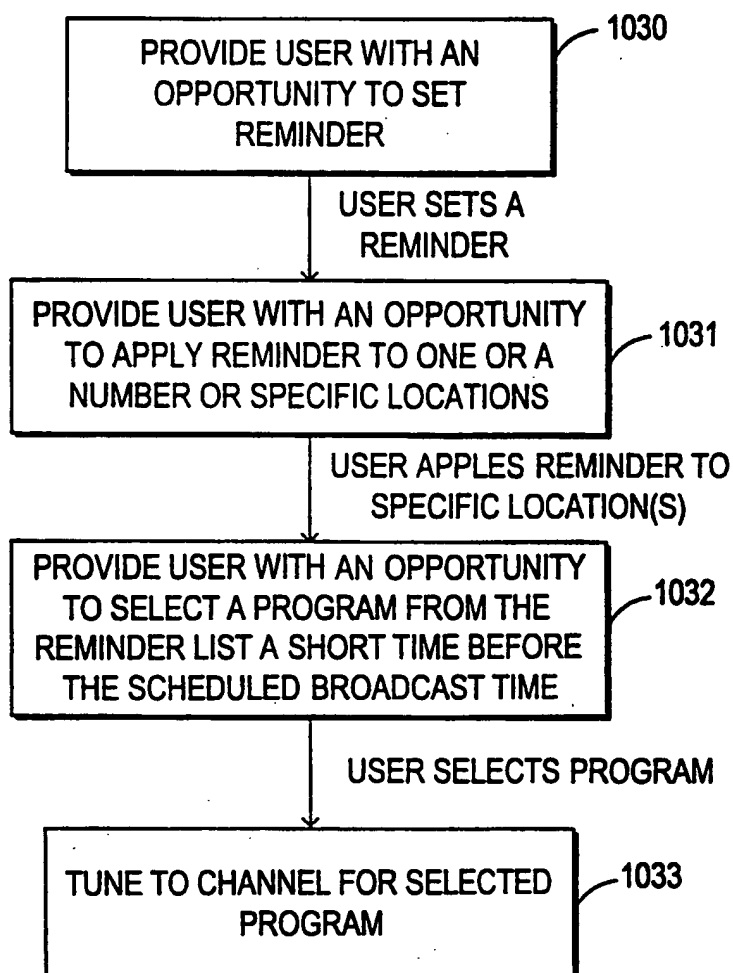 1030
PROVIDE USER WITH AN
OPPORTUNITY TO SET
REMINDER
USER SETS A
REMINDER
PROVIDE USER WITH AN OPPORTUNITY
TO APPLY REMINDER TO ONE OR A
NUMBER OR SPECIFIC LOCATIONS
1031
USER APPLES REMINDER TO
SPECIFIC LOCATION(S)
PROVIDE USER WITH AN OPPORTUNITY
TO SELECT A PROGRAM FROM THE
REMINDER LIST A SHORT TIME BEFORE
THE SCHEDULED BROADCAST TIME
1032
USER SELECTS PROGRAM
TUNE TO CHANNEL FOR SELECTED
PROGRAM
1033